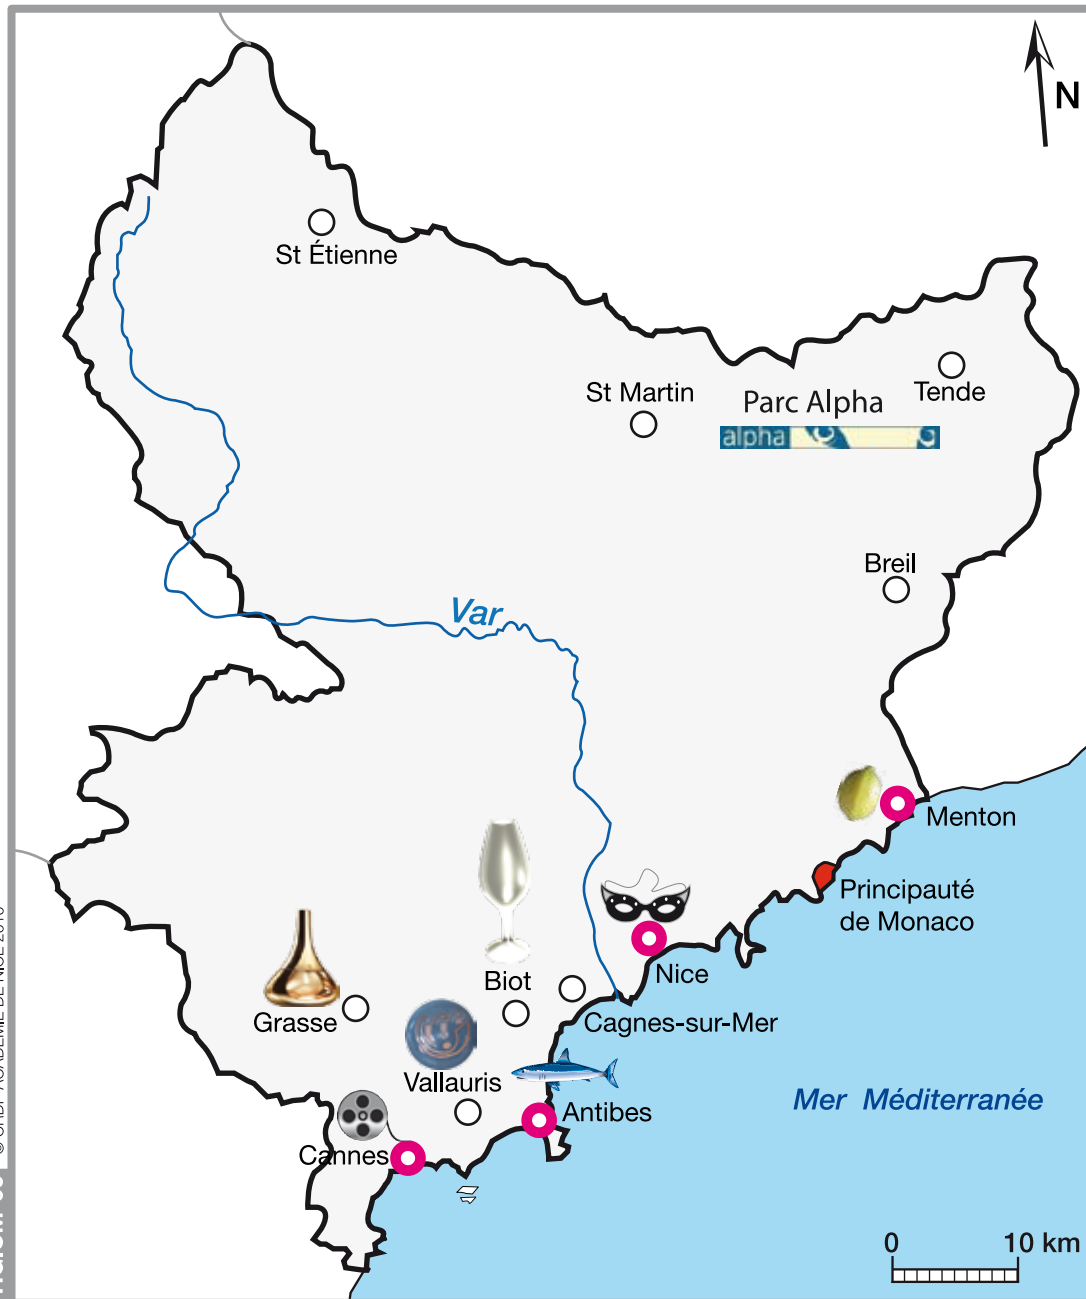 N
St Étienne
St Martin
Parc Alpha
alpha
Tende
Breil
Var
Menton
Principauté
de Monaco
Nice
Biot
Cagnes-sur-Mer
Grasse
Vallauris
Antibes
Cannes
Mer Méditerranée
0 10 km